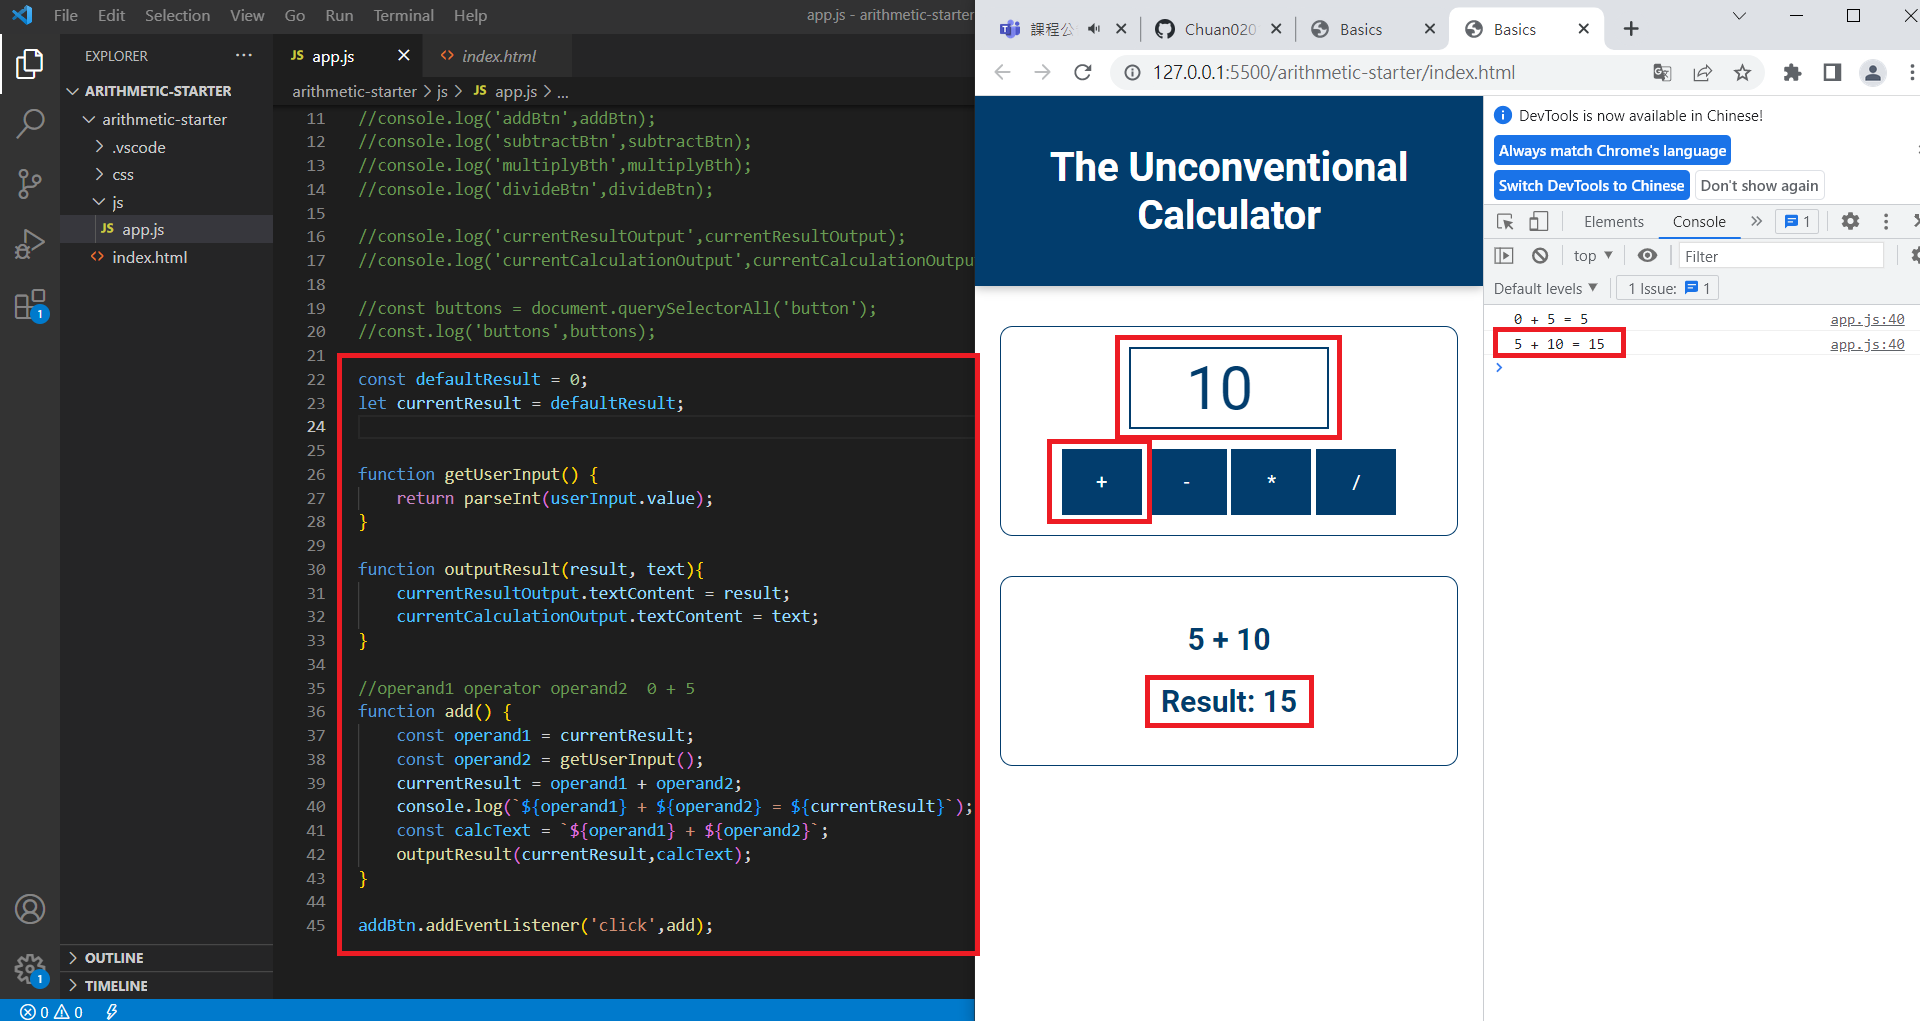 File Edit Selection View Go Run Terminal Help app.js - arithmetic-starter
EXPLORER ···
ARITHMETIC-STARTER
arithmetic-starter
.vscode
css
js
JS app.js
<> index.html
OUTLINE
TIMELINE
1
1
0 0
JS app.js <> index.html
arithmetic-starter > js > JS app.js > ...
11 //console.log('addBtn',addBtn);
12 //console.log('subtractBtn',subtractBtn);
13 //console.log('multiplyBth',multiplyBth);
14 //console.log('divideBtn',divideBtn);
15
16 //console.log('currentResultOutput',currentResultOutput);
17 //console.log('currentCalculationOutput',currentCalculationOutpu
18
19 //const buttons = document.querySelectorAll('button');
20 //const.log('buttons',buttons);
21
22 const defaultResult = 0;
23 let currentResult = defaultResult;
24
25
26 function getUserInput() {
27 return parseInt(userInput.value);
28 }
29
30 function outputResult(result, text){
31 currentResultOutput.textContent = result;
32 currentCalculationOutput.textContent = text;
33 }
34
35 //operand1 operator operand2  0 + 5
36 function add() {
37 const operand1 = currentResult;
38 const operand2 = getUserInput();
39 currentResult = operand1 + operand2;
40 console.log(`${operand1} + ${operand2} = ${currentResult}`);
41 const calcText = `${operand1} + ${operand2}`;
42 outputResult(currentResult,calcText);
43 }
44
45 addBtn.addEventListener('click',add);
課程公 Chuan020 Basics Basics
127.0.0.1:5500/arithmetic-starter/index.html
The Unconventional
Calculator
10
+ - * /
5 + 10
Result: 15
DevTools is now available in Chinese!
Always match Chrome's language
Switch DevTools to Chinese Don't show again
Elements Console » 1
top ▼ Filter
Default levels ▼ 1 Issue: 1
0 + 5 = 5 app.js:40
5 + 10 = 15 app.js:40
>